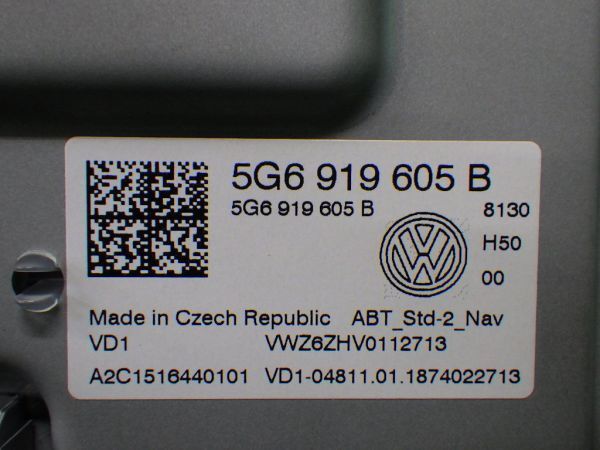 5G6 919 605 B
5G6 919 605 B 8130
H50
00
Made in Czech Republic ABT_Std-2_Nav
VD1 VWZ6ZHV0112713
A2C1516440101 VD1-04811.01.1874022713